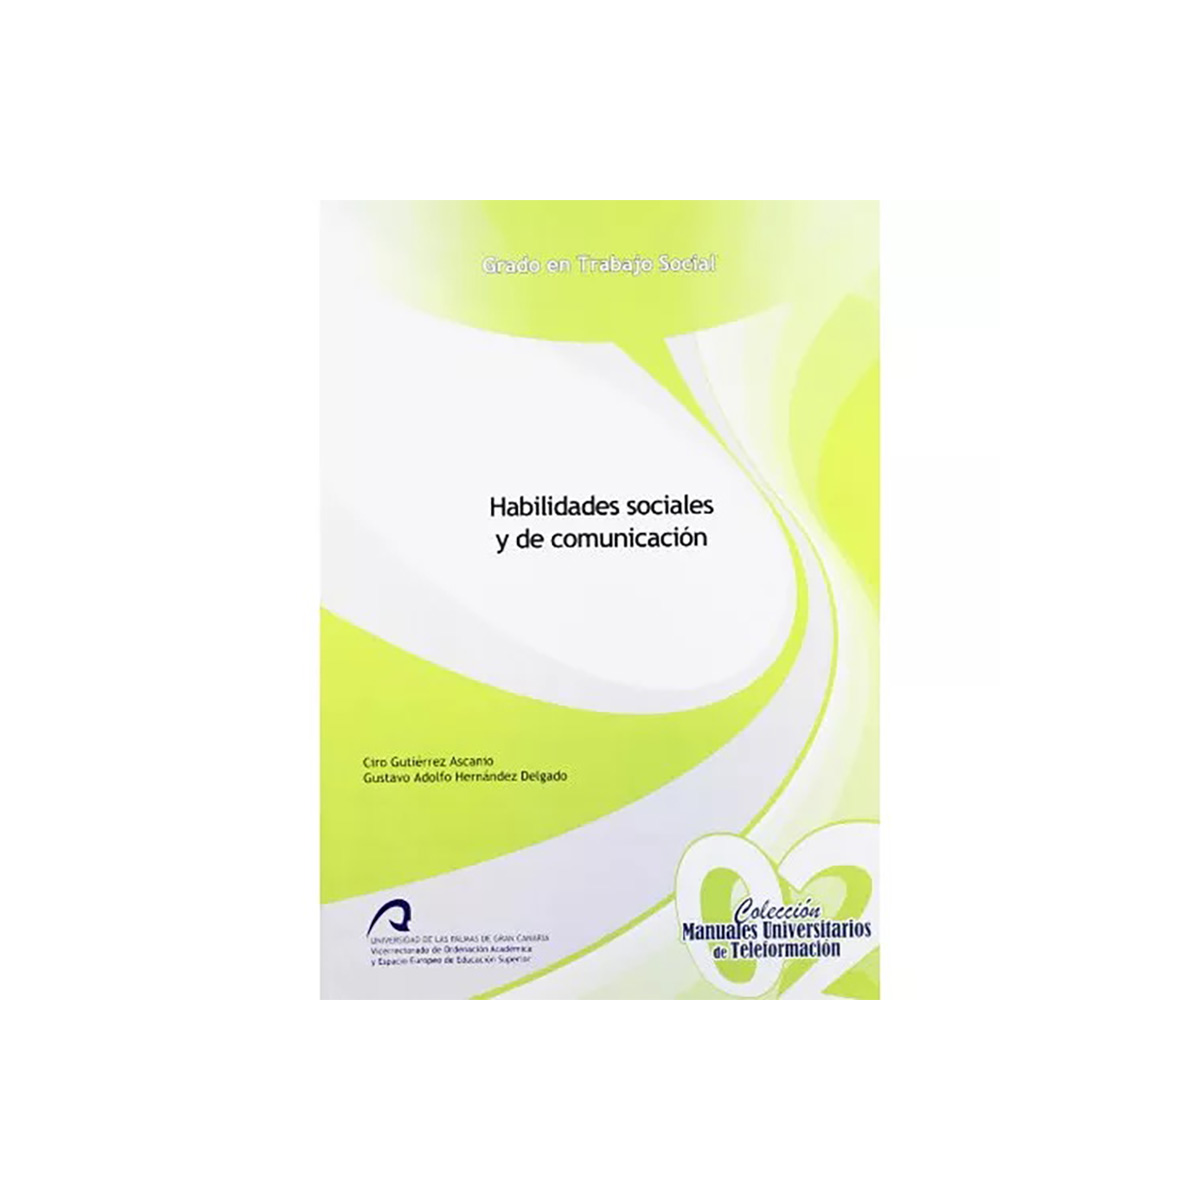 Grado en Trabajo Social
Habilidades sociales
y de comunicación
Ciro Gutiérrez Ascanio
Gustavo Adolfo Hernández Delgado
02
Colección
Manuales Universitarios
de Teleformación
UNIVERSIDAD DE LAS PALMAS DE GRAN CANARIA
Vicerrectorado de Ordenación Académica
y Espacio Europeo de Educación Superior